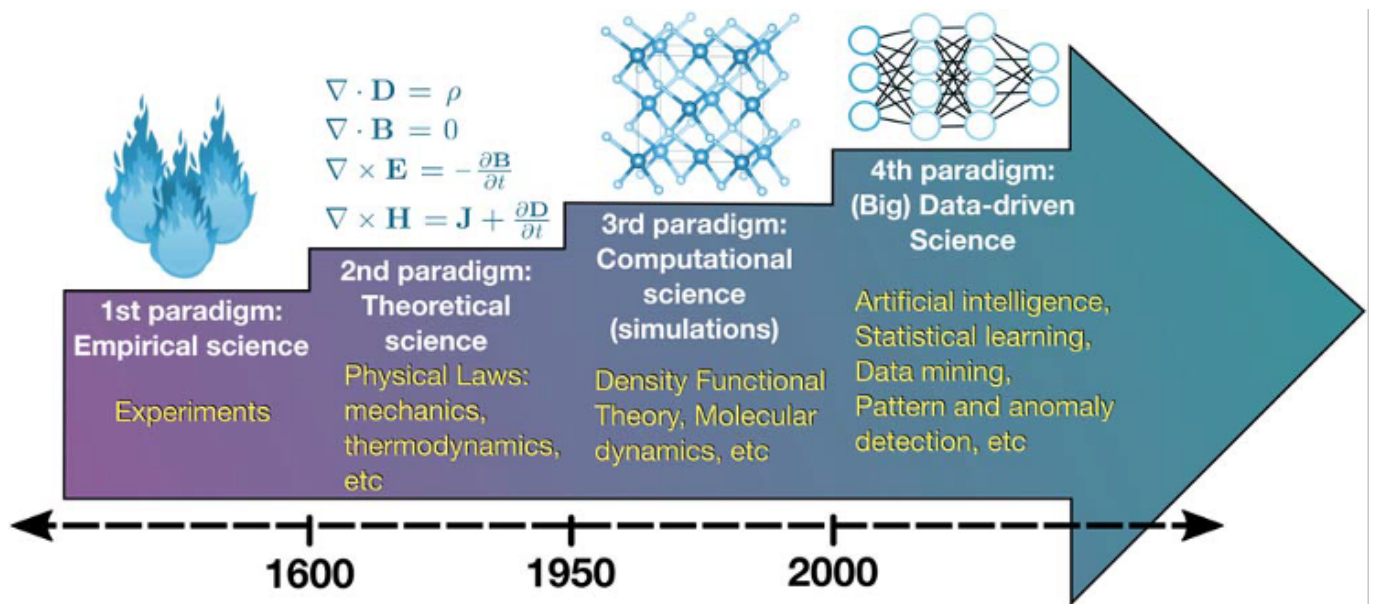 ∇ · D = ρ
∇ · B = 0
∇ × E = −∂B/∂t
∇ × H = J + ∂D/∂t
1st paradigm:
Empirical science
Experiments
2nd paradigm:
Theoretical
science
Physical Laws:
mechanics,
thermodynamics,
etc
3rd paradigm:
Computational
science
(simulations)
Density Functional
Theory, Molecular
dynamics, etc
4th paradigm:
(Big) Data-driven
Science
Artificial intelligence,
Statistical learning,
Data mining,
Pattern and anomaly
detection, etc
1600
1950
2000